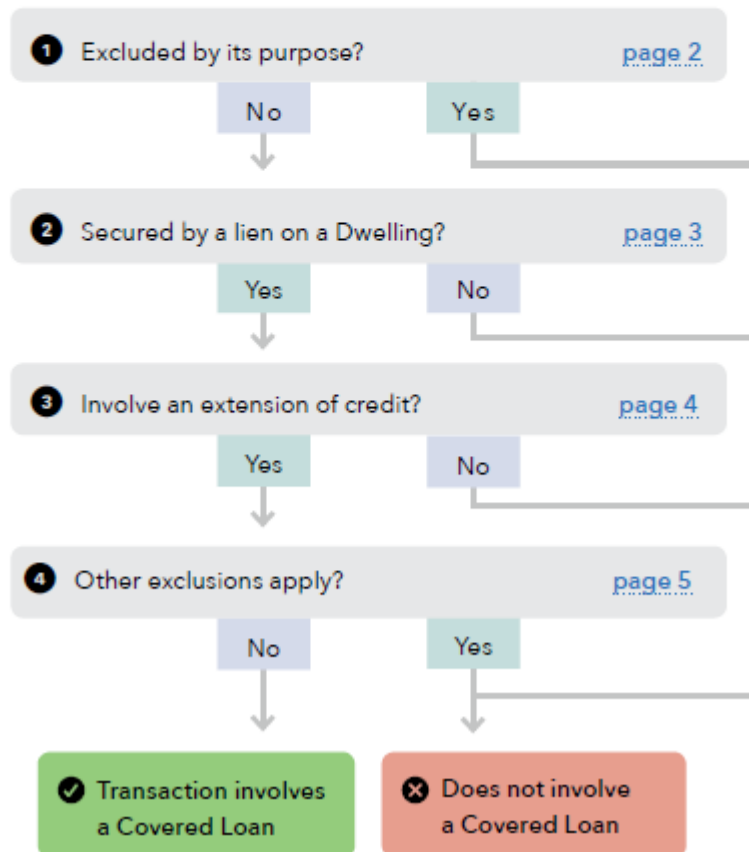 1 Excluded by its purpose? page 2
No Yes
2 Secured by a lien on a Dwelling? page 3
Yes No
3 Involve an extension of credit? page 4
Yes No
4 Other exclusions apply? page 5
No Yes
Transaction involves
a Covered Loan
Does not involve
a Covered Loan